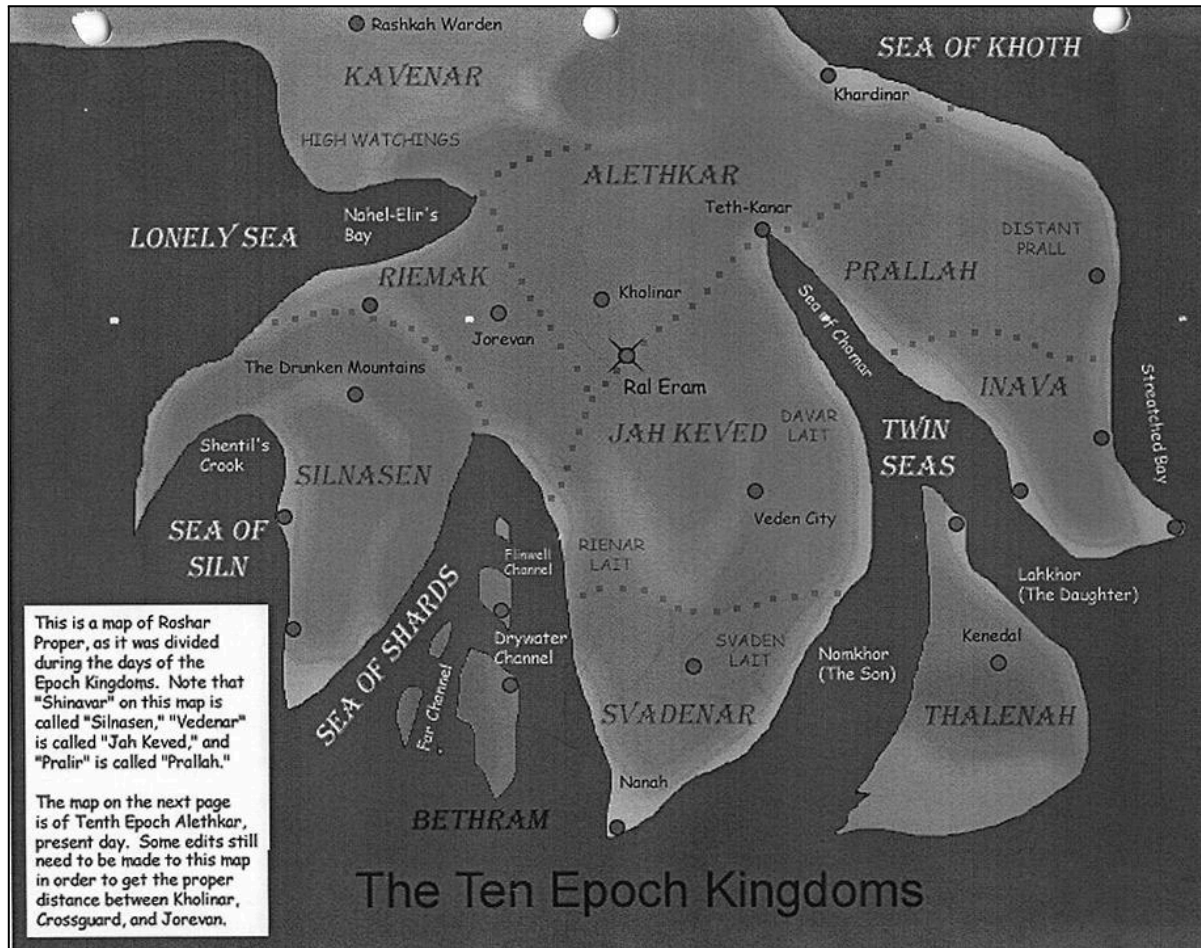 Rashkah Warden
SEA OF KHOTH
KAVENAR
Khardinar
HIGH WATCHINGS
ALETHKAR
Nahel-Elir's
Bay
Teth-Kanar
LONELY SEA
DISTANT
PRALL
RIEMAK
PRALLAH
Kholinar
Sea of Chomar
Jorevan
The Drunken Mountains
Ral Eram
INAVA
Streatched Bay
DAVAR
LAIT
JAH KEVED
TWIN
SEAS
Shentil's
Crook
SILNASEN
Veden City
SEA OF
SILN
RIENAR
LAIT
Flinwell
Channel
Lahkhor
(The Daughter)
SEA OF SHARDS
Drywater
Channel
SVADEN
LAIT
Kenedal
Nomkhor
(The Son)
Far Channel
SVADENAR
THALENAH
Nanah
BETHRAM
The Ten Epoch Kingdoms
This is a map of Roshar
Proper, as it was divided
during the days of the
Epoch Kingdoms. Note that
"Shinavar" on this map is
called "Silnasen," "Vedenar"
is called "Jah Keved," and
"Pralir" is called "Prallah."
The map on the next page
is of Tenth Epoch Alethkar,
present day. Some edits still
need to be made to this map
in order to get the proper
distance between Kholinar,
Crossguard, and Jorevan.